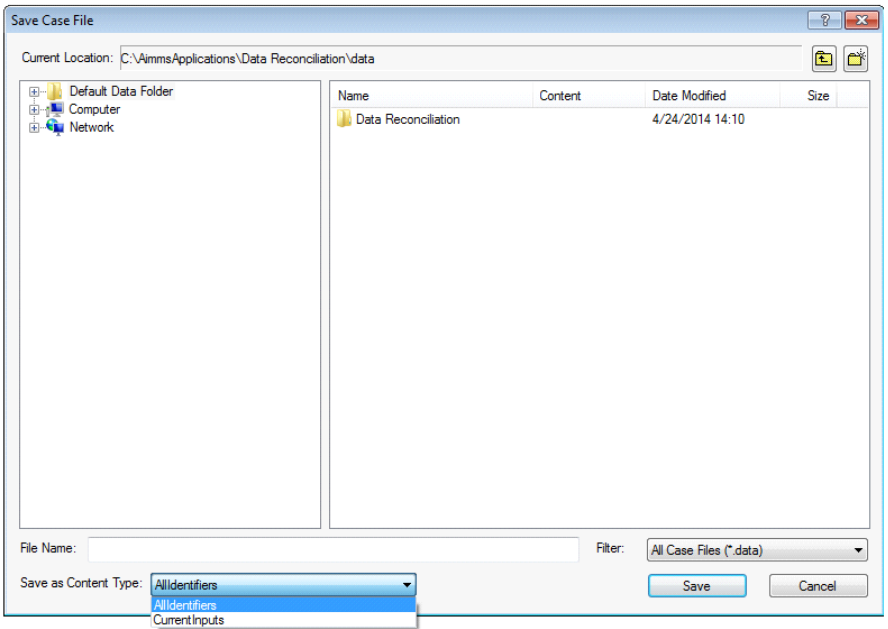 Save Case File
Current Location: C:\AimmsApplications\Data Reconciliation\data
Default Data Folder
Computer
Network
Name Content Date Modified Size
Data Reconciliation 4/24/2014 14:10
File Name: Filter: All Case Files (*.data)
Save as Content Type: AllIdentifiers Save Cancel
AllIdentifiers
CurrentInputs